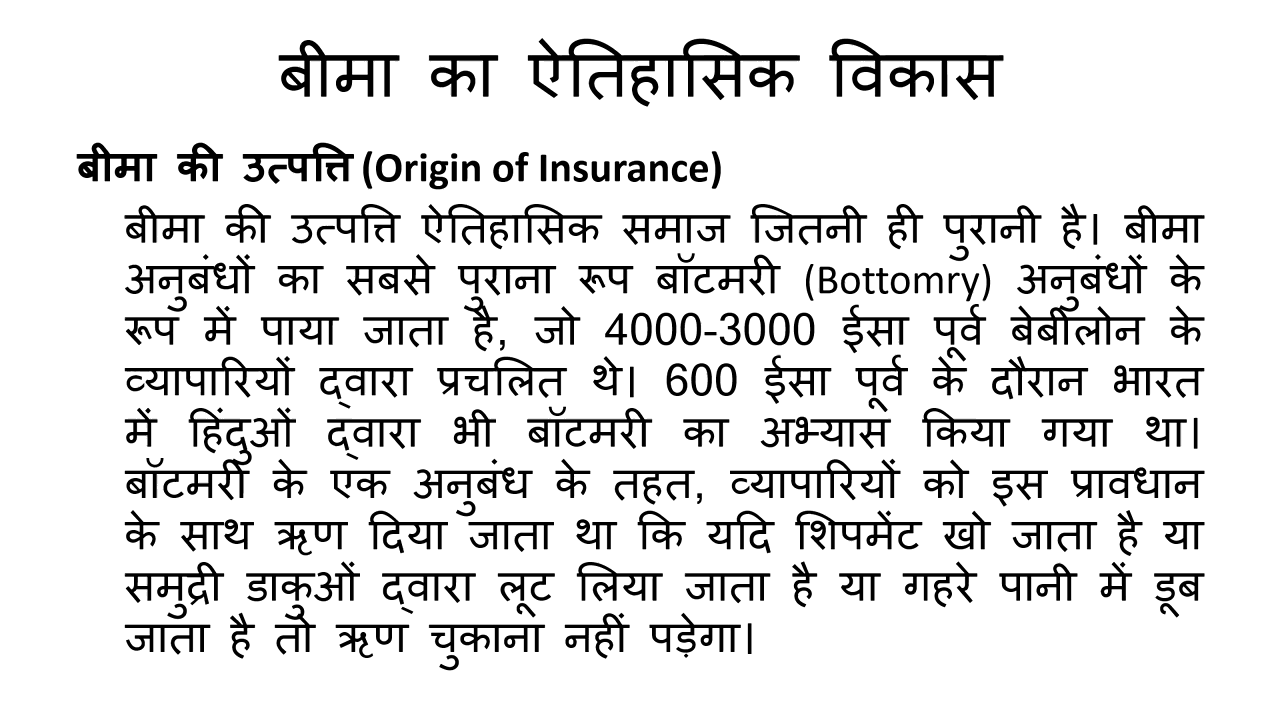 बीमा का ऐतिहासिक विकास
बीमा की उत्पत्ति (Origin of Insurance)
बीमा की उत्पत्ति ऐतिहासिक समाज जितनी ही पुरानी है। बीमा
अनुबंधों का सबसे पुराना रूप बॉटमरी (Bottomry) अनुबंधों के
रूप में पाया जाता है, जो 4000-3000 ईसा पूर्व बेबीलोन के
व्यापारियों द्वारा प्रचलित थे। 600 ईसा पूर्व के दौरान भारत
में हिंदुओं द्वारा भी बॉटमरी का अभ्यास किया गया था।
बॉटमरी के एक अनुबंध के तहत, व्यापारियों को इस प्रावधान
के साथ ऋण दिया जाता था कि यदि शिपमेंट खो जाता है या
समुद्री डाकुओं द्वारा लूट लिया जाता है या गहरे पानी में डूब
जाता है तो ऋण चुकाना नहीं पड़ेगा।